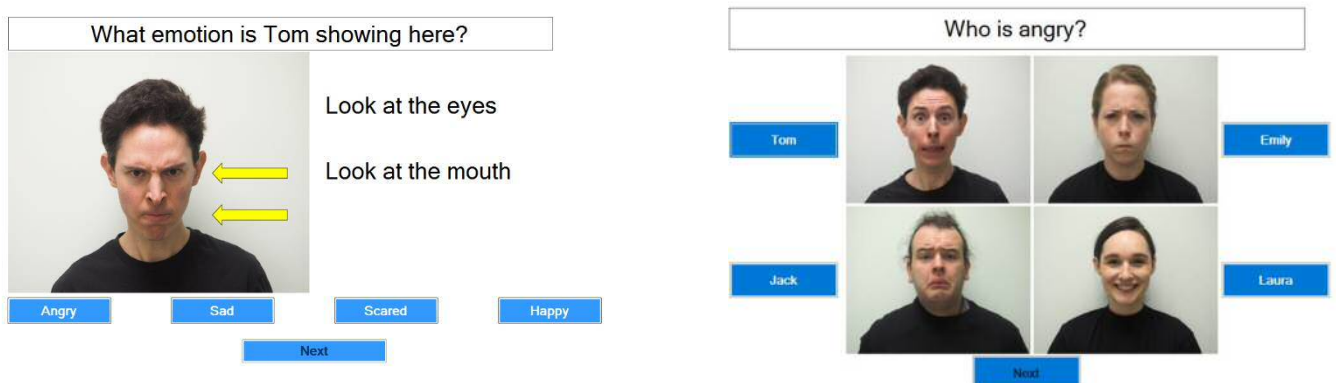 What emotion is Tom showing here?
Look at the eyes
Look at the mouth
Angry
Sad
Scared
Happy
Next
Who is angry?
Tom
Emily
Jack
Laura
Next